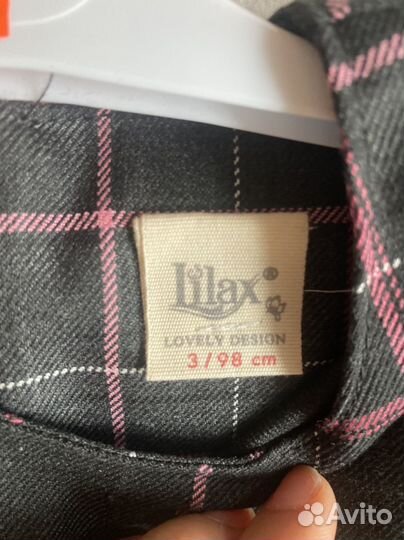 Lilax®
LOVELY DESIGN
3/98 cm
Avito